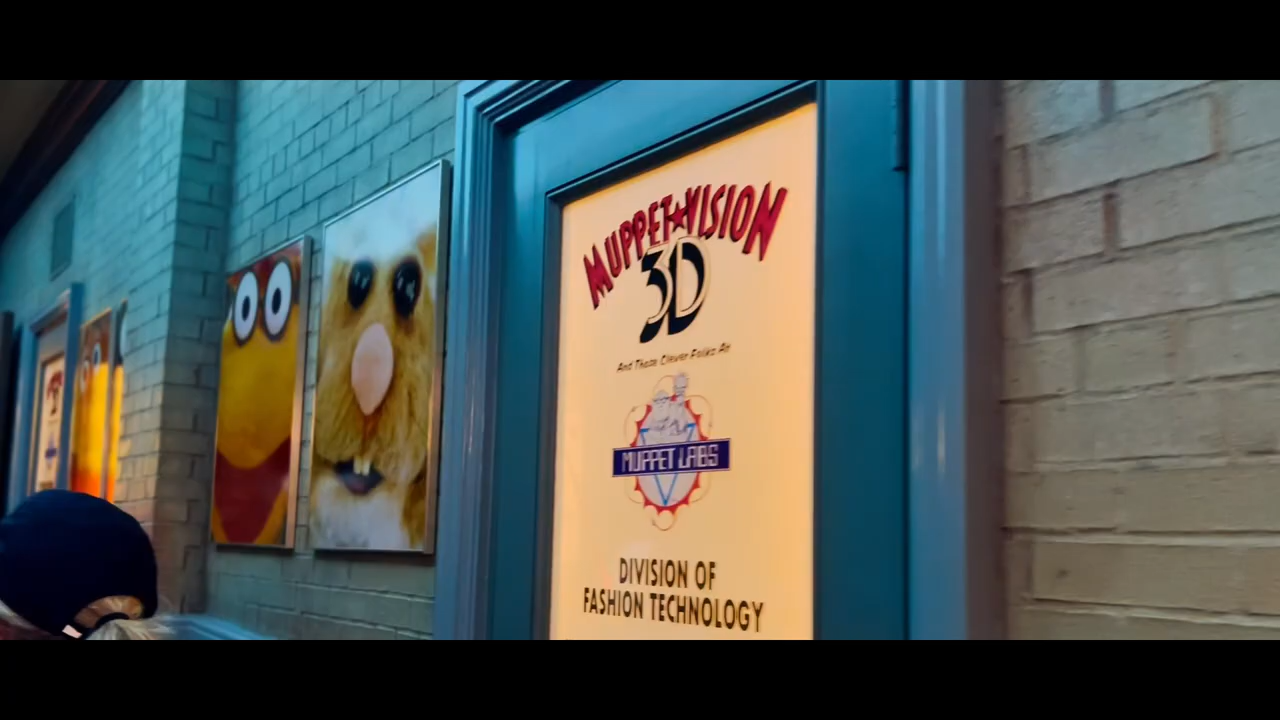 MUPPET★VISION
3D
And Those Clever Folks At
MUPPET LABS
DIVISION OF
FASHION TECHNOLOGY